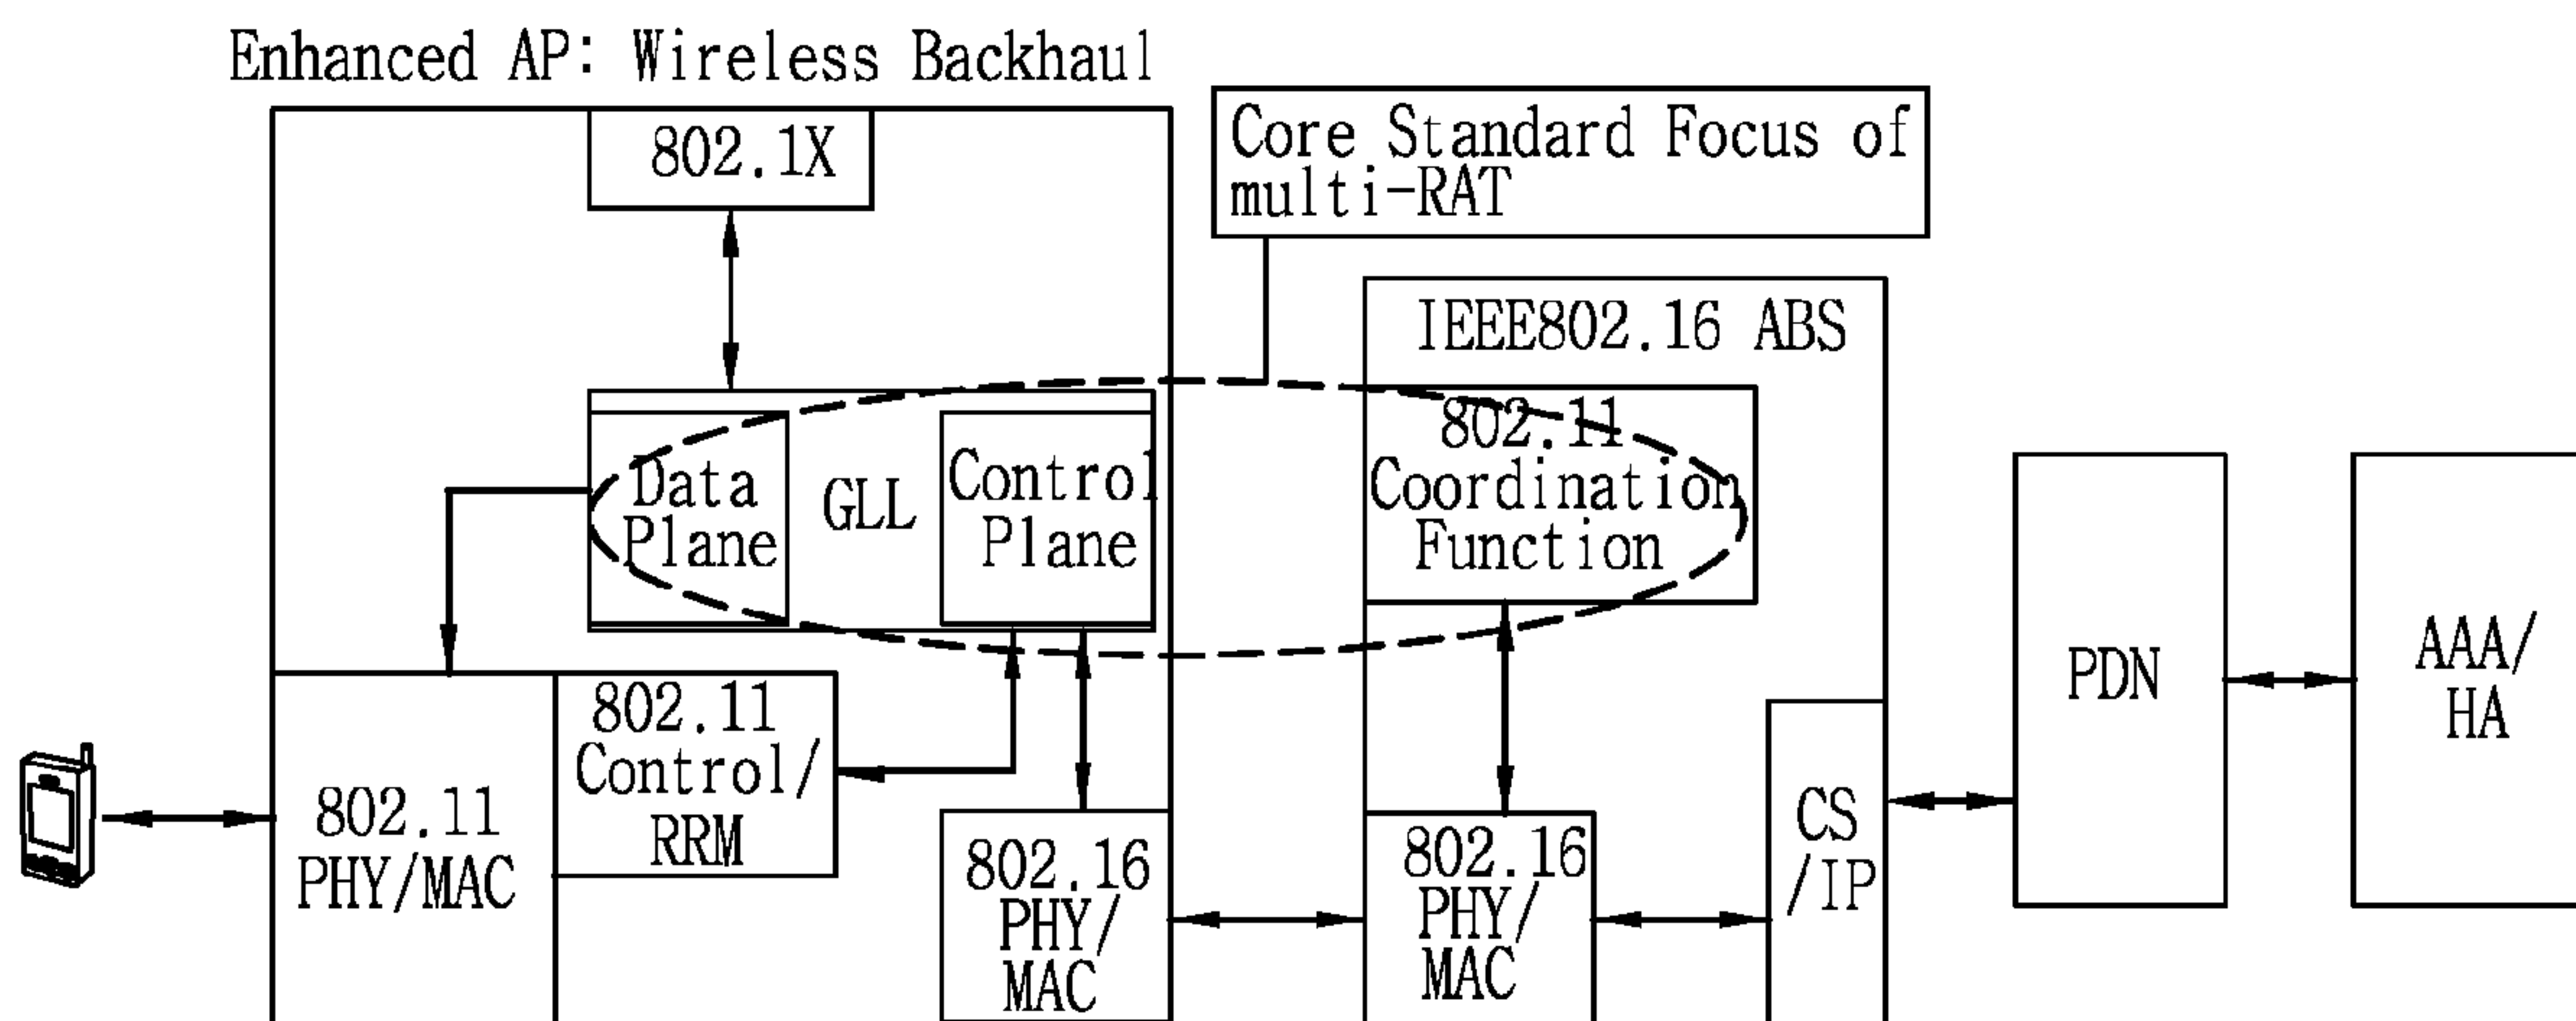 Enhanced AP: Wireless Backhaul
802.1X
Core Standard Focus of
multi-RAT
IEEE802.16 ABS
Data
Plane
GLL
Control
Plane
802.11
Coordination
Function
802.11
PHY/MAC
802.11
Control/
RRM
802.16
PHY/
MAC
802.16
PHY/
MAC
CS
/IP
PDN
AAA/
HA